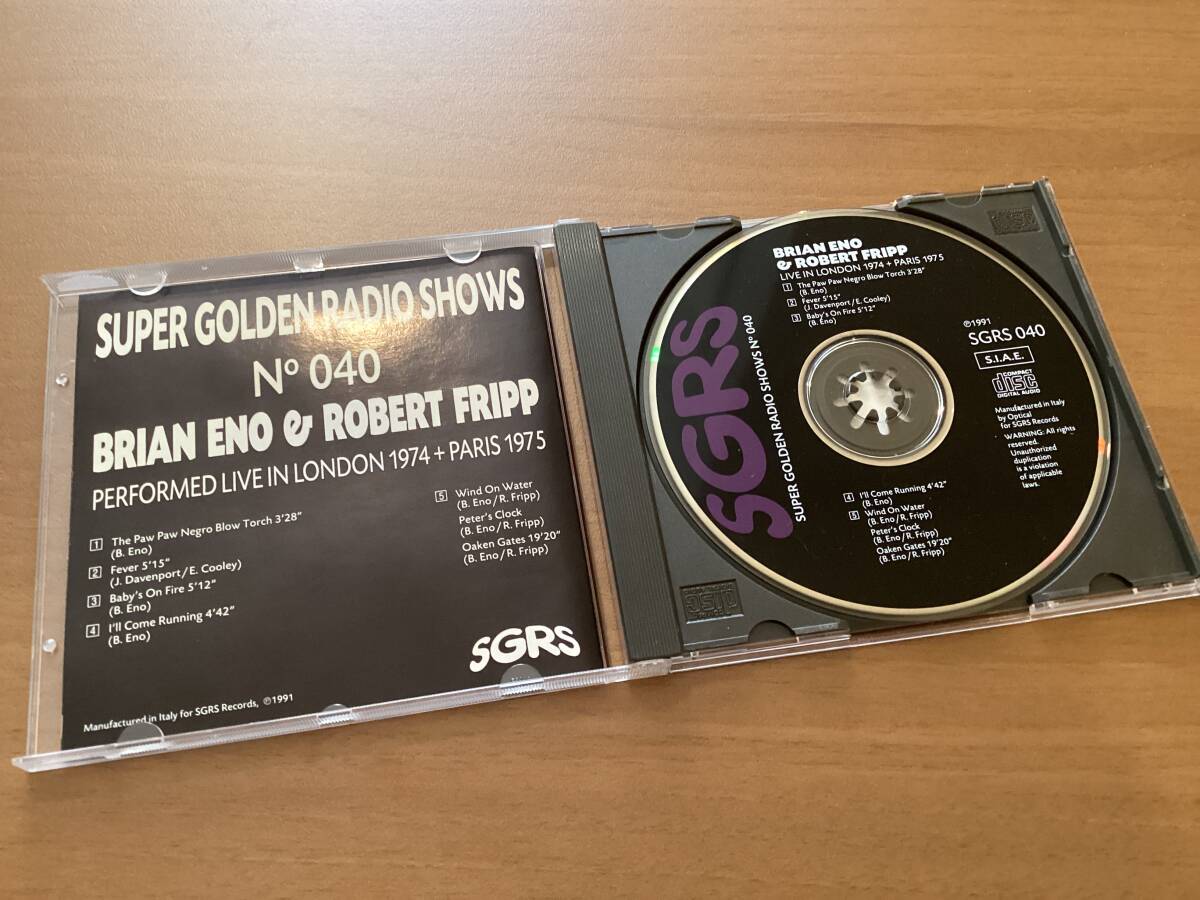 SUPER GOLDEN RADIO SHOWS
Nº 040
BRIAN ENO & ROBERT FRIPP
PERFORMED LIVE IN LONDON 1974 + PARIS 1975
1 The Paw Paw Negro Blow Torch 3'28"
(B. Eno)
2 Fever 5'15"
(J. Davenport/E. Cooley)
3 Baby's On Fire 5'12"
(B. Eno)
4 I'll Come Running 4'42"
(B. Eno)
5 Wind On Water
(B. Eno/R. Fripp)
Peter's Clock
(B. Eno/R. Fripp)
Oaken Gates 19'20"
(B. Eno/R. Fripp)
SGRS
Manufactured in Italy for SGRS Records, ℗1991
SGRS
SUPER GOLDEN RADIO SHOWS Nº 040
BRIAN ENO
& ROBERT FRIPP
LIVE IN LONDON 1974 + PARIS 1975
1 The Paw Paw Negro Blow Torch 3'28"
(B. Eno)
2 Fever 5'15"
(J. Davenport/E. Cooley)
3 Baby's On Fire 5'12"
(B. Eno)
℗1991
SGRS 040
S.I.A.E.
COMPACT
disc
DIGITAL AUDIO
Manufactured in Italy
by Optical
for SGRS Records
WARNING: All rights
reserved.
Unauthorized
duplication
is a violation
of applicable
laws.
4 I'll Come Running 4'42"
(B. Eno)
5 Wind On Water
(B. Eno/R. Fripp)
Peter's Clock
(B. Eno/R. Fripp)
Oaken Gates 19'20"
(B. Eno/R. Fripp)